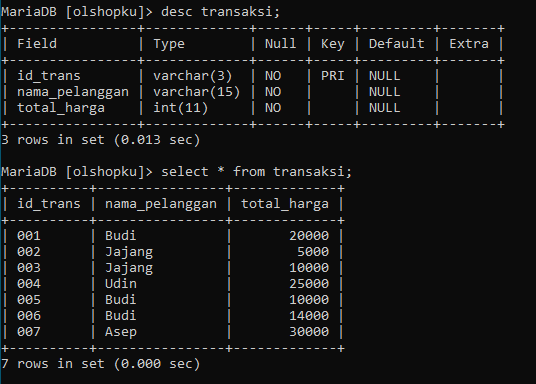 MariaDB [olshopku]> desc transaksi;
+----------------+-------------+------+-----+---------+-------+
| Field          | Type        | Null | Key | Default | Extra |
+----------------+-------------+------+-----+---------+-------+
| id_trans       | varchar(3)  | NO   | PRI | NULL    |       |
| nama_pelanggan | varchar(15) | NO   |     | NULL    |       |
| total_harga    | int(11)     | NO   |     | NULL    |       |
+----------------+-------------+------+-----+---------+-------+
3 rows in set (0.013 sec)
MariaDB [olshopku]> select * from transaksi;
+----------+----------------+-------------+
| id_trans | nama_pelanggan | total_harga |
+----------+----------------+-------------+
| 001      | Budi           |       20000 |
| 002      | Jajang         |        5000 |
| 003      | Jajang         |       10000 |
| 004      | Udin           |       25000 |
| 005      | Budi           |       10000 |
| 006      | Budi           |       14000 |
| 007      | Asep           |       30000 |
+----------+----------------+-------------+
7 rows in set (0.000 sec)